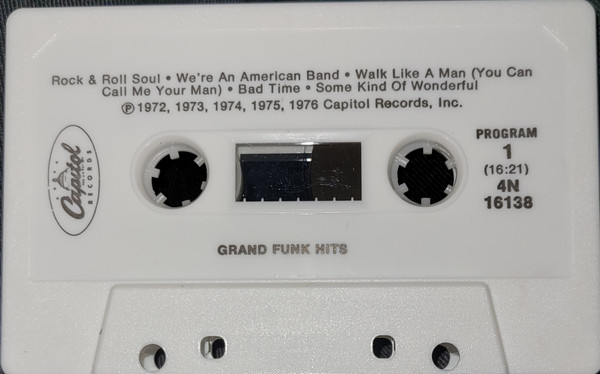 Rock & Roll Soul • We're An American Band • Walk Like A Man (You Can
Call Me Your Man) • Bad Time • Some Kind Of Wonderful
Ⓟ1972, 1973, 1974, 1975, 1976 Capitol Records, Inc.
Capitol
RECORDS
PROGRAM
1
(16:21)
4N
16138
GRAND FUNK HITS